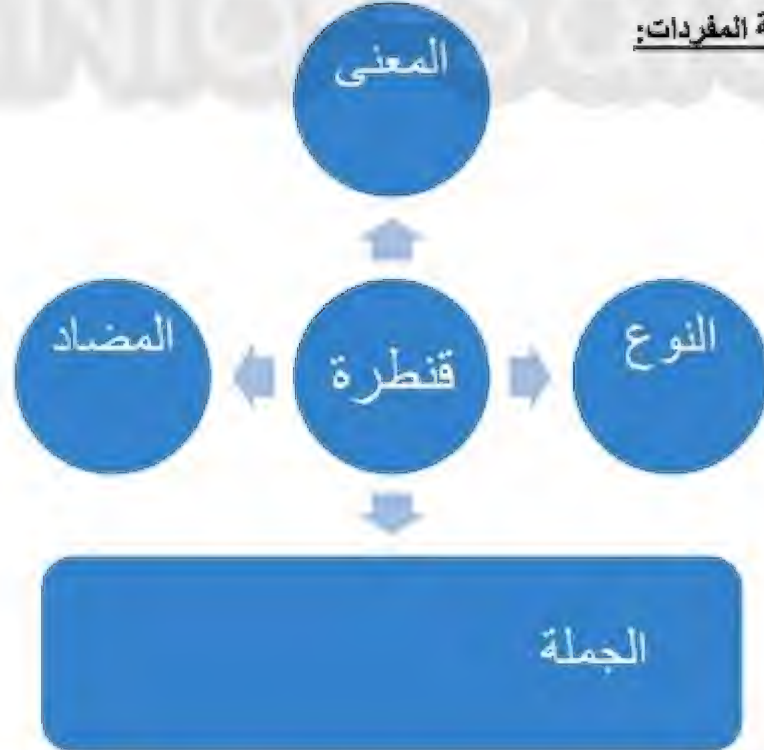 ة المفردات:
المعنى
النوع
قنطرة
المضاد
الجملة